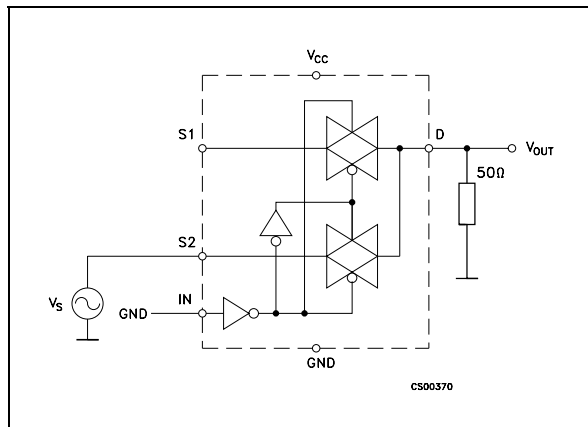 VCC
S1
D
VOUT
50Ω
S2
IN
VS
GND
GND
CS00370